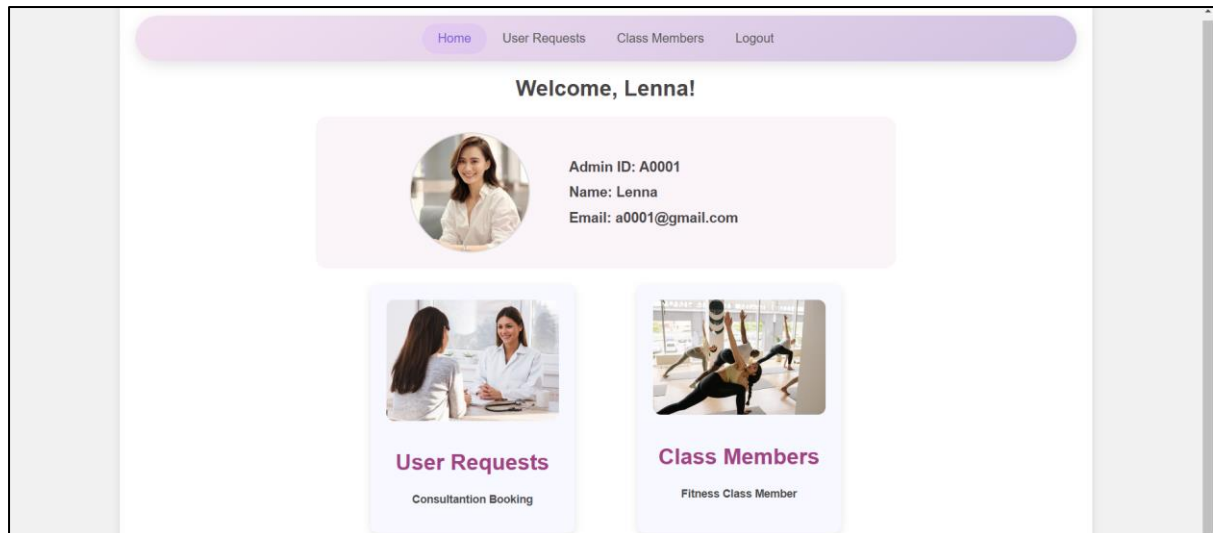 Home User Requests Class Members Logout
Welcome, Lenna!
Admin ID: A0001
Name: Lenna
Email: a0001@gmail.com
User Requests
Consultantion Booking
Class Members
Fitness Class Member